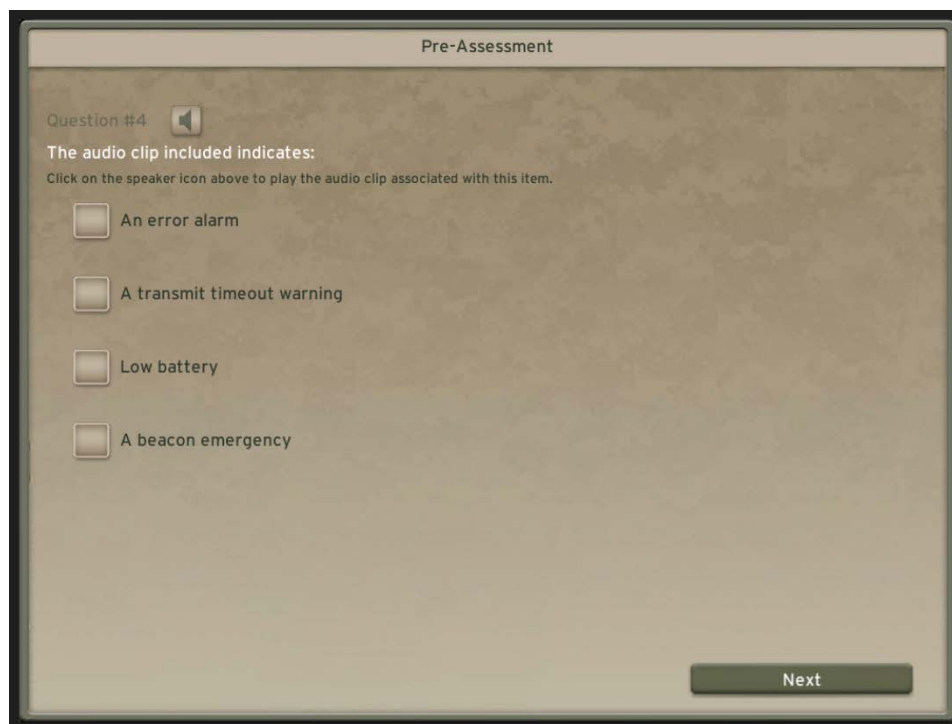 Pre-Assessment
Question #4
The audio clip included indicates:
Click on the speaker icon above to play the audio clip associated with this item.
An error alarm
A transmit timeout warning
Low battery
A beacon emergency
Next